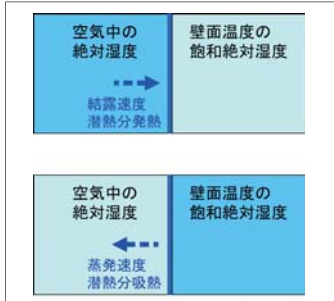 空気中の
絶対湿度
壁面温度の
飽和絶対湿度
結露速度
潜熱分発熱
空気中の
絶対湿度
壁面温度の
飽和絶対湿度
蒸発速度
潜熱分吸熱